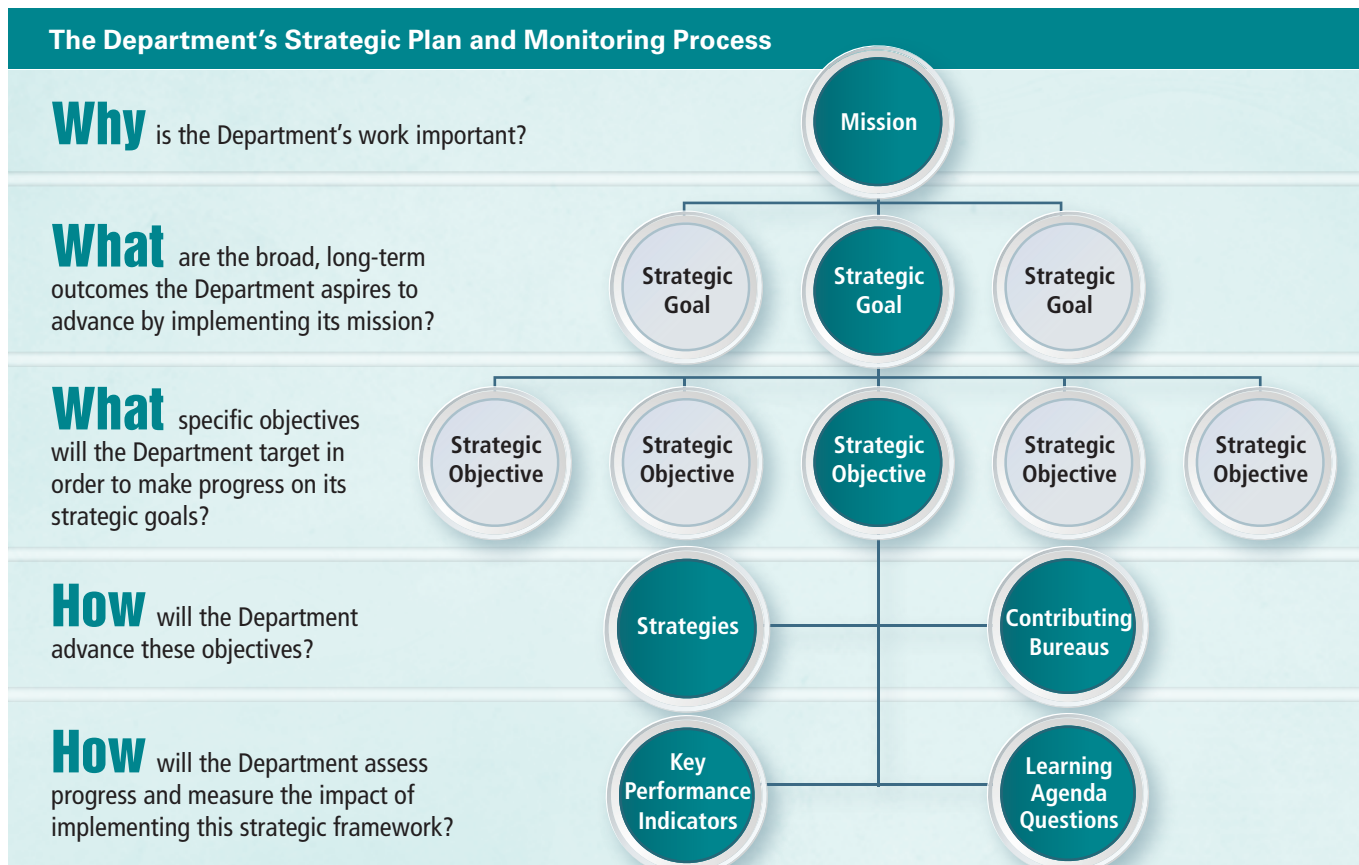 The Department’s Strategic Plan and Monitoring Process
Why is the Department’s work important?
Mission
What are the broad, long-term
outcomes the Department aspires to
advance by implementing its mission?
Strategic
Goal
Strategic
Goal
Strategic
Goal
What specific objectives
will the Department target in
order to make progress on its
strategic goals?
Strategic
Objective
Strategic
Objective
Strategic
Objective
Strategic
Objective
Strategic
Objective
How will the Department
advance these objectives?
Strategies
Contributing
Bureaus
How will the Department assess
progress and measure the impact of
implementing this strategic framework?
Key
Performance
Indicators
Learning
Agenda
Questions